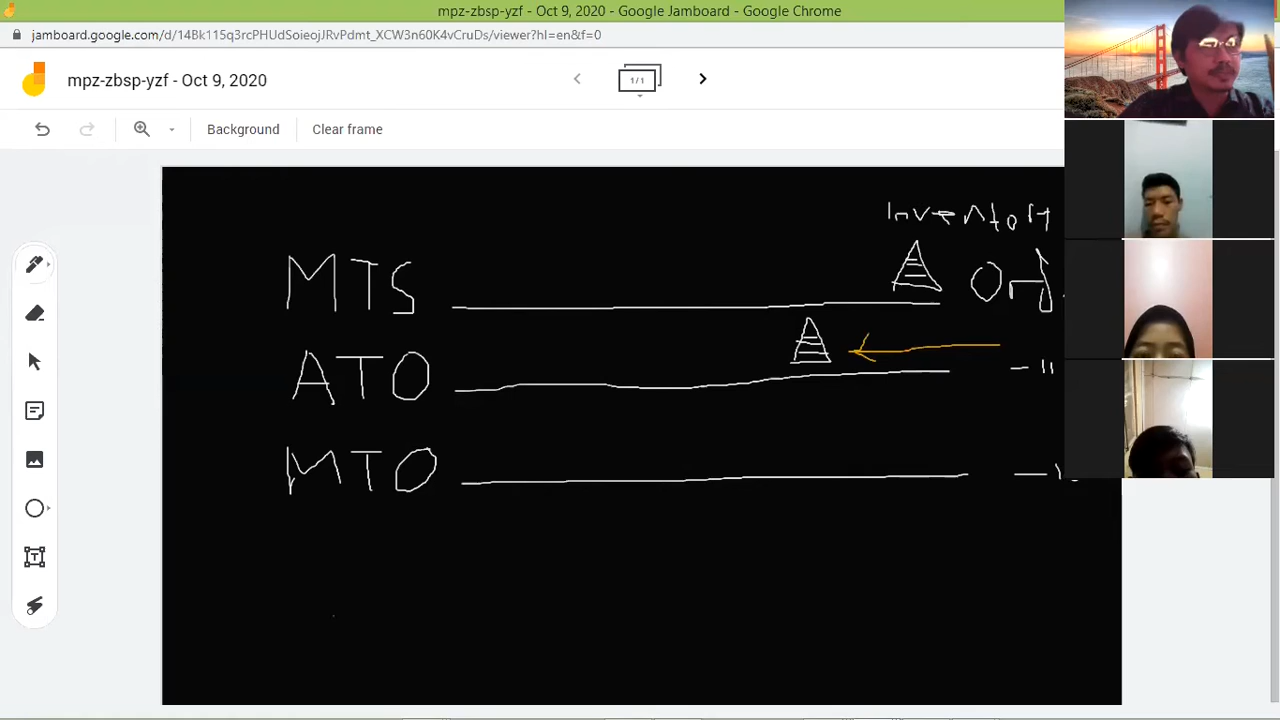 mpz-zbsp-yzf - Oct 9, 2020 - Google Jamboard - Google Chrome
jamboard.google.com/d/14Bk115q3rcPHUdSoieojJRvPdmt_XCW3n60K4vCruDs/viewer?hl=en&f=0
mpz-zbsp-yzf - Oct 9, 2020
1/1
Background
Clear frame
Inventory
MTS
ATO
MTO